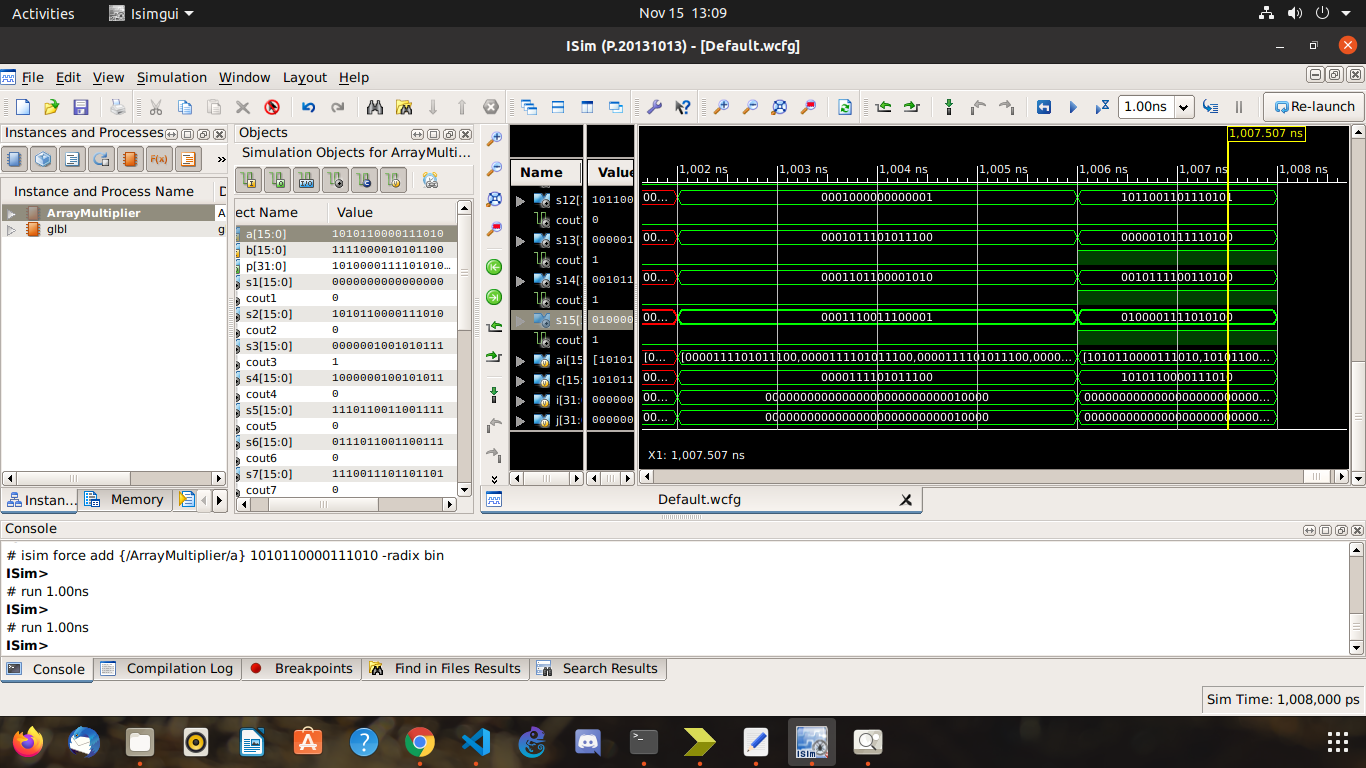 Activities Isimgui Nov 15 13:09
ISim (P.20131013) - [Default.wcfg]
File Edit View Simulation Window Layout Help
1.00ns Re-launch
Instances and Processes
f(x)
»
Instance and Process Name D
ArrayMultiplier A
glbl g
Instan... Memory
Objects
Simulation Objects for ArrayMulti...
ect Name Value
a[15:0] 1010110000111010
b[15:0] 1111000010101100
p[31:0] 1010000111101010...
s1[15:0] 0000000000000000
cout1 0
s2[15:0] 1010110000111010
cout2 0
s3[15:0] 0000001001010111
cout3 1
s4[15:0] 1000000100101011
cout4 0
s5[15:0] 1110110011001111
cout5 0
s6[15:0] 0111011001100111
cout6 0
s7[15:0] 1110011101101101
cout7 0
Name Value
1,007.507 ns
1,002 ns 1,003 ns 1,004 ns 1,005 ns 1,006 ns 1,007 ns 1,008 ns
s12[ 101100 00... 0001000000000001 1011001101110101
cout 0
s13[ 000001 00... 0001011101011100 0000010111110100
cout 1
s14[ 001011 00... 0001101100001010 0010111100110100
cout 1
s15[ 010000 00... 0001110011100001 0100001111010100
cout 1
ai[15 [10101 [0... [0000111101011100,0000111101011100,0000111101011100,0000... [1010110000111010,10101100...
c[15: 101011 00... 0000111101011100 1010110000111010
i[31: 000000 00... 00000000000000000000000000010000 0000000000000000000000000...
j[31: 000000 00... 00000000000000000000000000010000 0000000000000000000000000...
X1: 1,007.507 ns
Default.wcfg
Console
# isim force add {/ArrayMultiplier/a} 1010110000111010 -radix bin
ISim>
# run 1.00ns
ISim>
# run 1.00ns
ISim>
Console Compilation Log Breakpoints Find in Files Results Search Results
Sim Time: 1,008,000 ps
ISim